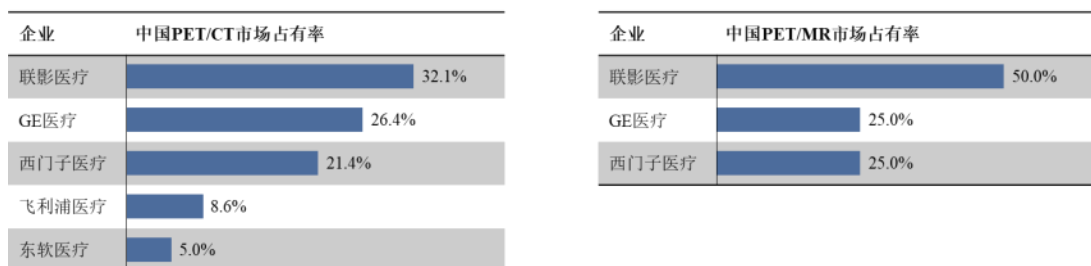 企业 中国PET/CT市场占有率
联影医疗 32.1%
GE医疗 26.4%
西门子医疗 21.4%
飞利浦医疗 8.6%
东软医疗 5.0%
企业 中国PET/MR市场占有率
联影医疗 50.0%
GE医疗 25.0%
西门子医疗 25.0%